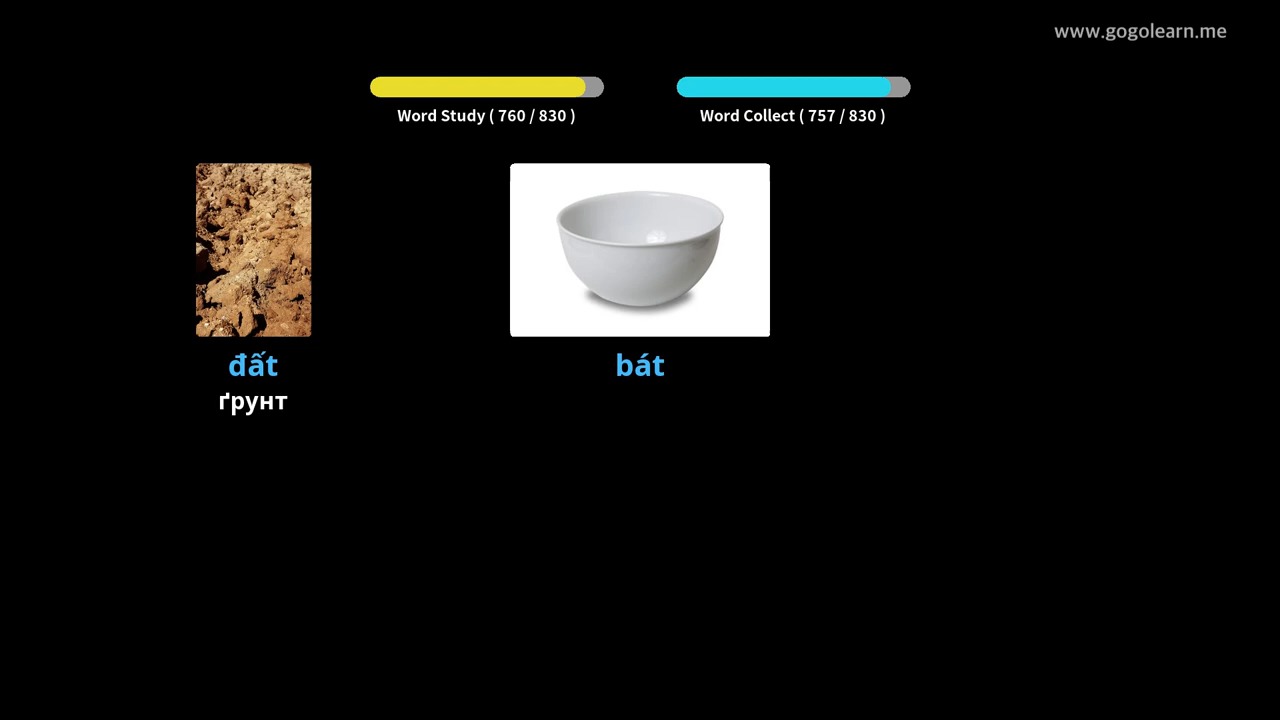 www.gogolearn.me
Word Study ( 760 / 830 )
Word Collect ( 757 / 830 )
đất
ґрунт
bát